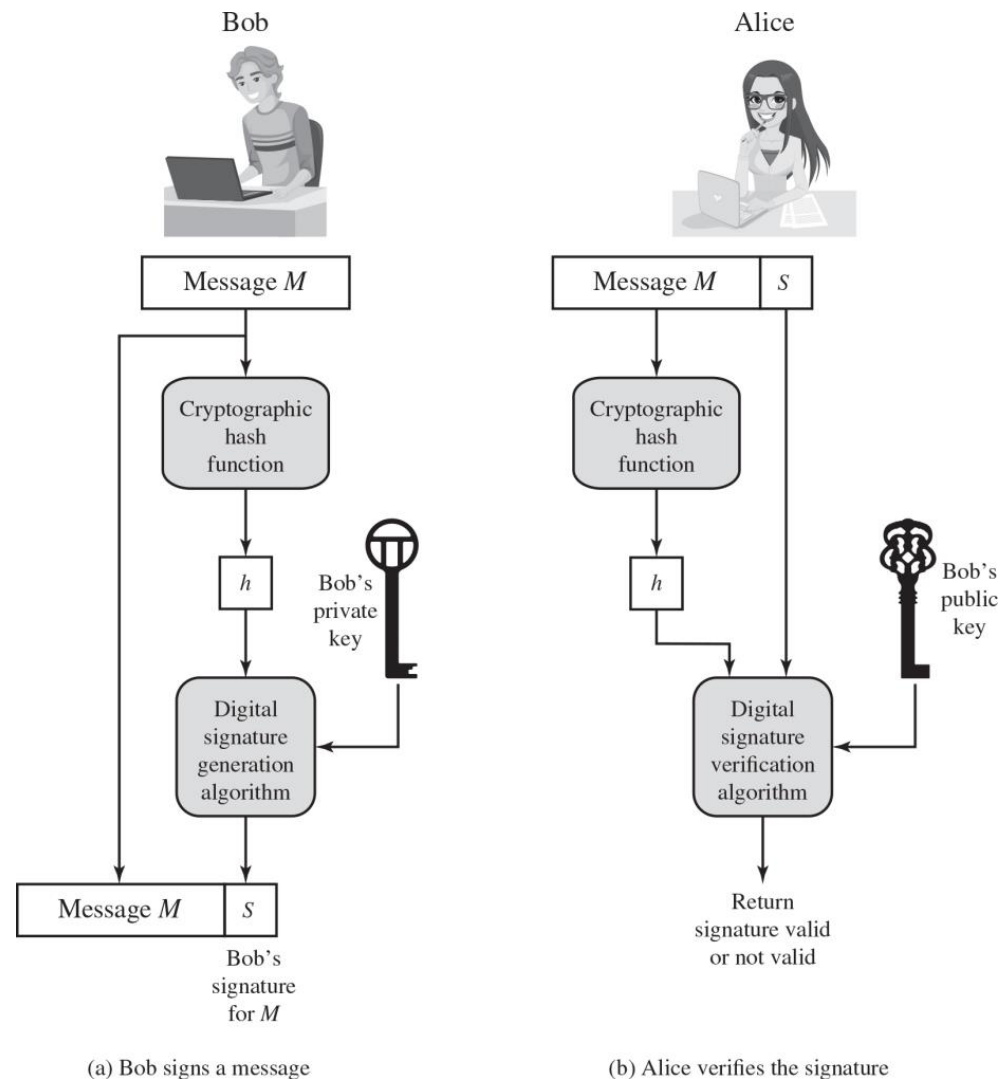 Bob
Message M
Cryptographic
hash
function
h
Bob’s
private
key
Digital
signature
generation
algorithm
Message M
S
Bob’s
signature
for M
(a) Bob signs a message
Alice
Message M
S
Cryptographic
hash
function
h
Bob’s
public
key
Digital
signature
verification
algorithm
Return
signature valid
or not valid
(b) Alice verifies the signature